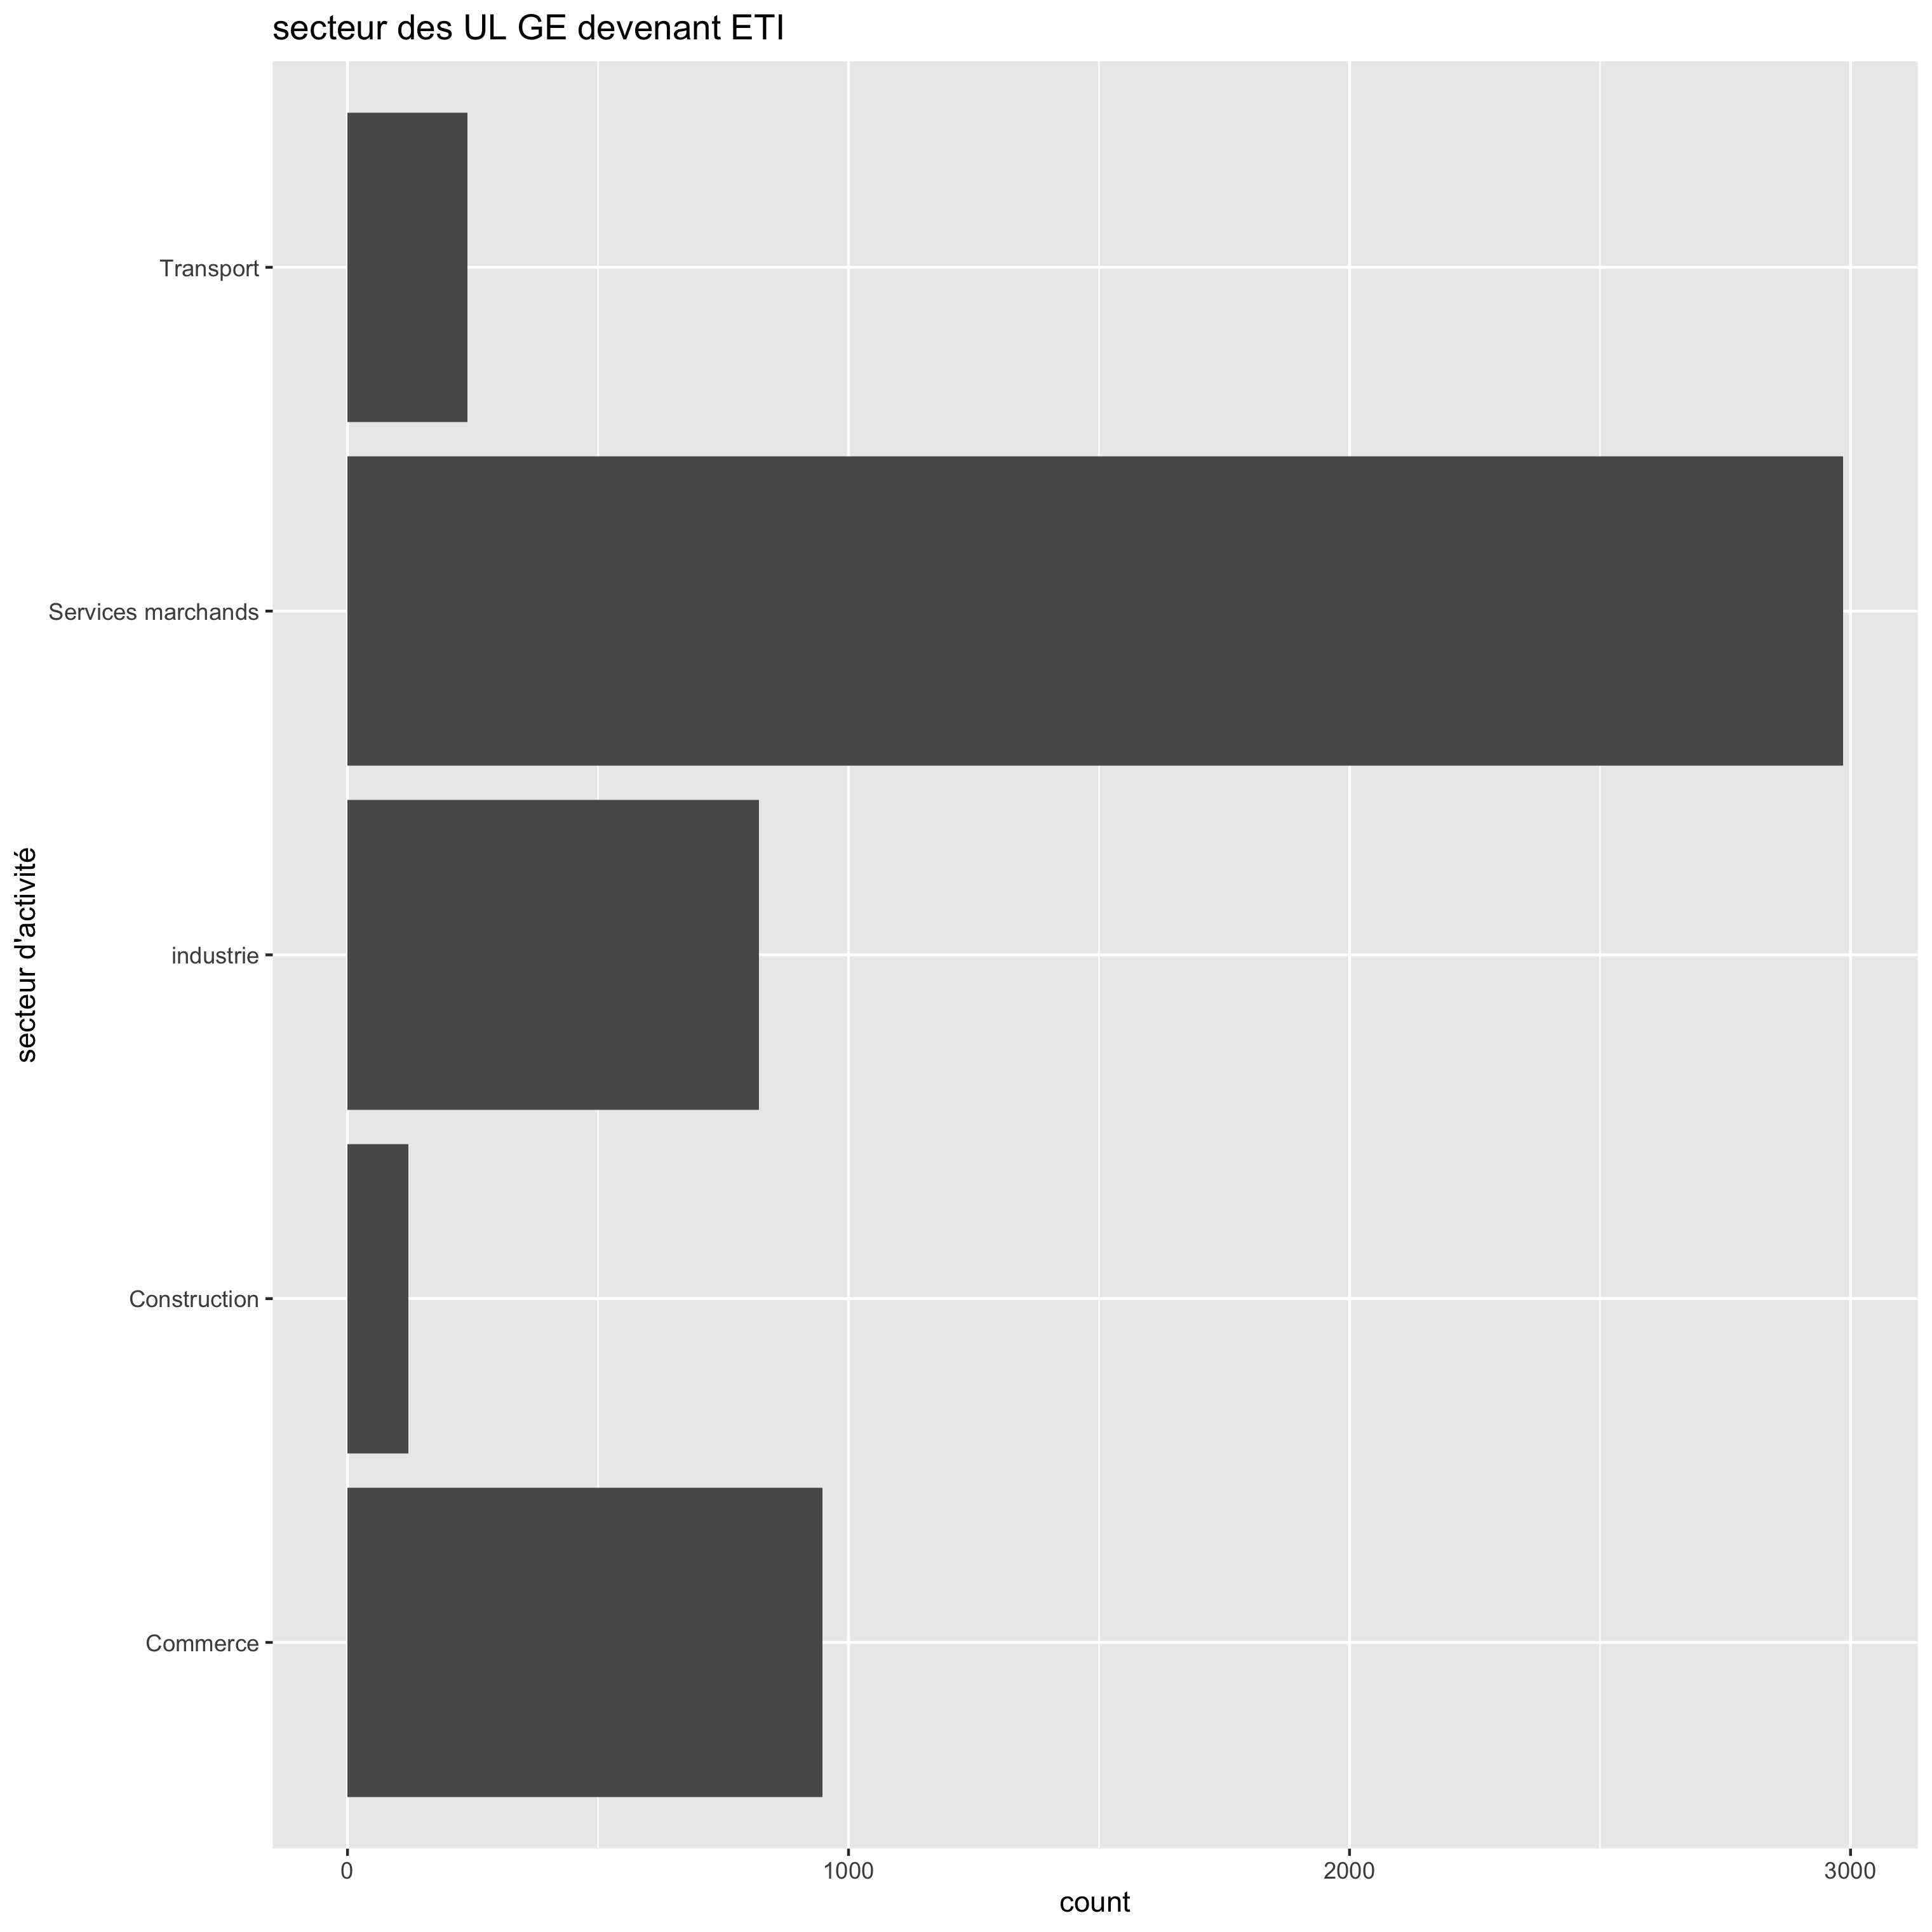 secteur des UL GE devenant ETI
Transport
Services marchands
industrie
Construction
Commerce
secteur d'activité
0 1000 2000 3000
count